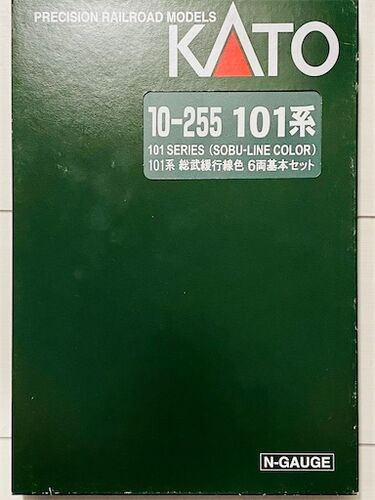 PRECISION RAILROAD MODELS
KATO
10-255 101系
101 SERIES (SOBU-LINE COLOR)
101系 総武緩行線色 6両基本セット
N-GAUGE